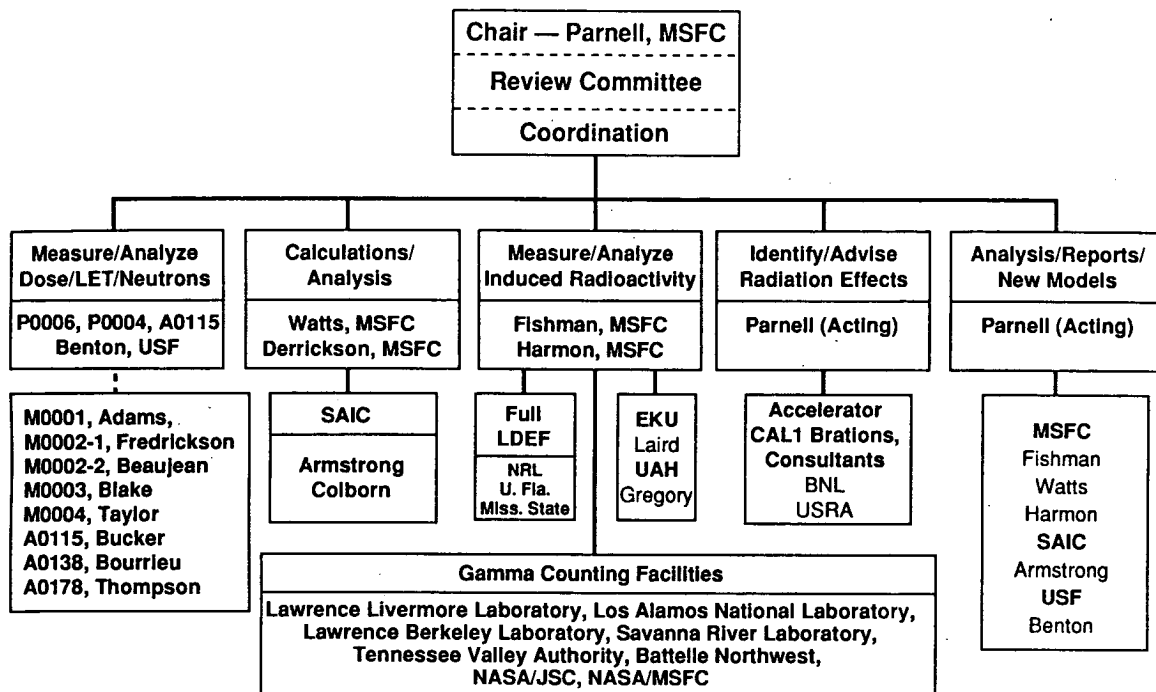 Chair — Parnell, MSFC
Review Committee
Coordination
Measure/Analyze
Dose/LET/Neutrons
P0006, P0004, A0115
Benton, USF
M0001, Adams,
M0002-1, Fredrickson
M0002-2, Beaujean
M0003, Blake
M0004, Taylor
A0115, Bucker
A0138, Bourrieu
A0178, Thompson
Calculations/
Analysis
Watts, MSFC
Derrickson, MSFC
SAIC
Armstrong
Colborn
Measure/Analyze
Induced Radioactivity
Fishman, MSFC
Harmon, MSFC
Full
LDEF
NRL
U. Fla.
Miss. State
EKU
Laird
UAH
Gregory
Gamma Counting Facilities
Lawrence Livermore Laboratory, Los Alamos National Laboratory,
Lawrence Berkeley Laboratory, Savanna River Laboratory,
Tennessee Valley Authority, Battelle Northwest,
NASA/JSC, NASA/MSFC
Identify/Advise
Radiation Effects
Parnell (Acting)
Accelerator
CAL1 Brations,
Consultants
BNL
USRA
Analysis/Reports/
New Models
Parnell (Acting)
MSFC
Fishman
Watts
Harmon
SAIC
Armstrong
USF
Benton